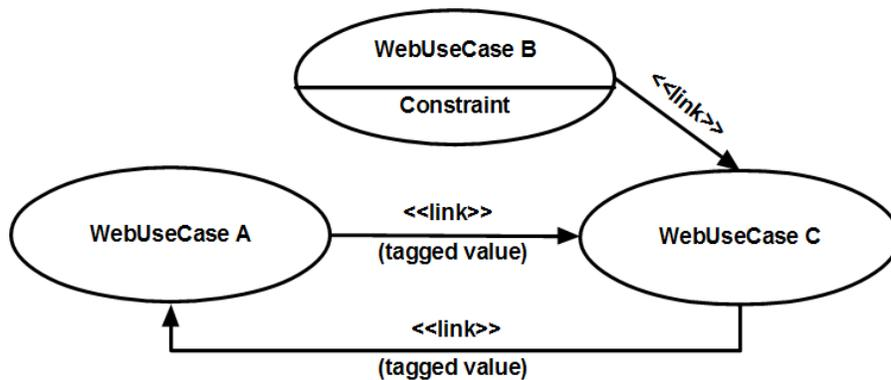 WebUseCase B
Constraint
<<link>>
WebUseCase A
<<link>>
(tagged value)
WebUseCase C
<<link>>
(tagged value)